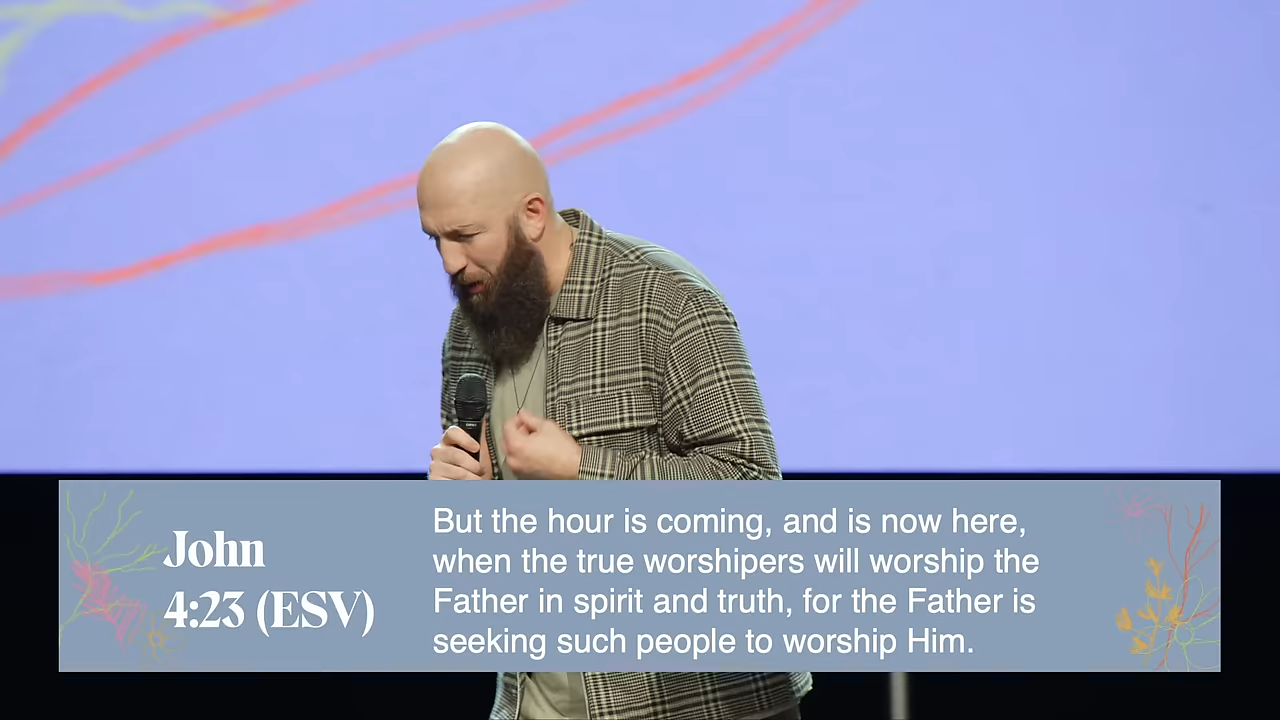 John
4:23 (ESV)
But the hour is coming, and is now here,
when the true worshipers will worship the
Father in spirit and truth, for the Father is
seeking such people to worship Him.